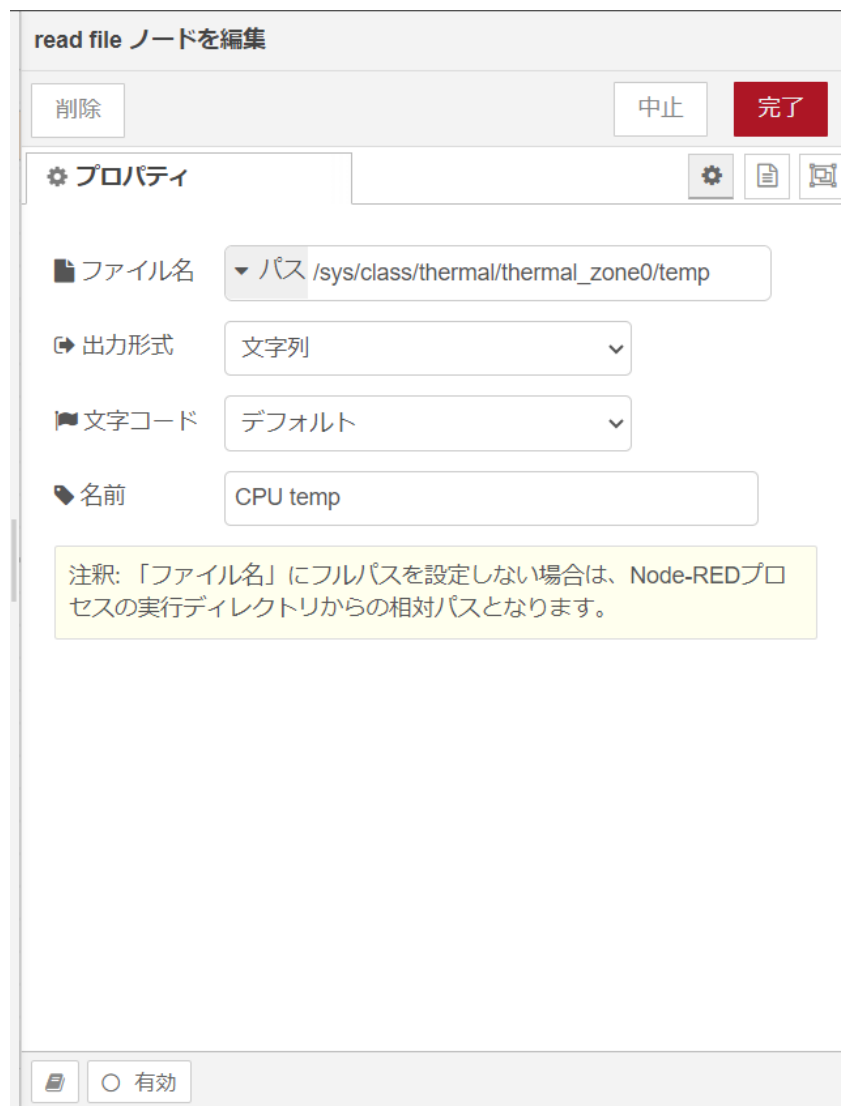 read file ノードを編集
削除
中止
完了
プロパティ
ファイル名
パス
/sys/class/thermal/thermal_zone0/temp
出力形式
文字列
文字コード
デフォルト
名前
CPU temp
注釈: 「ファイル名」にフルパスを設定しない場合は、Node-REDプロ
セスの実行ディレクトリからの相対パスとなります。
有効